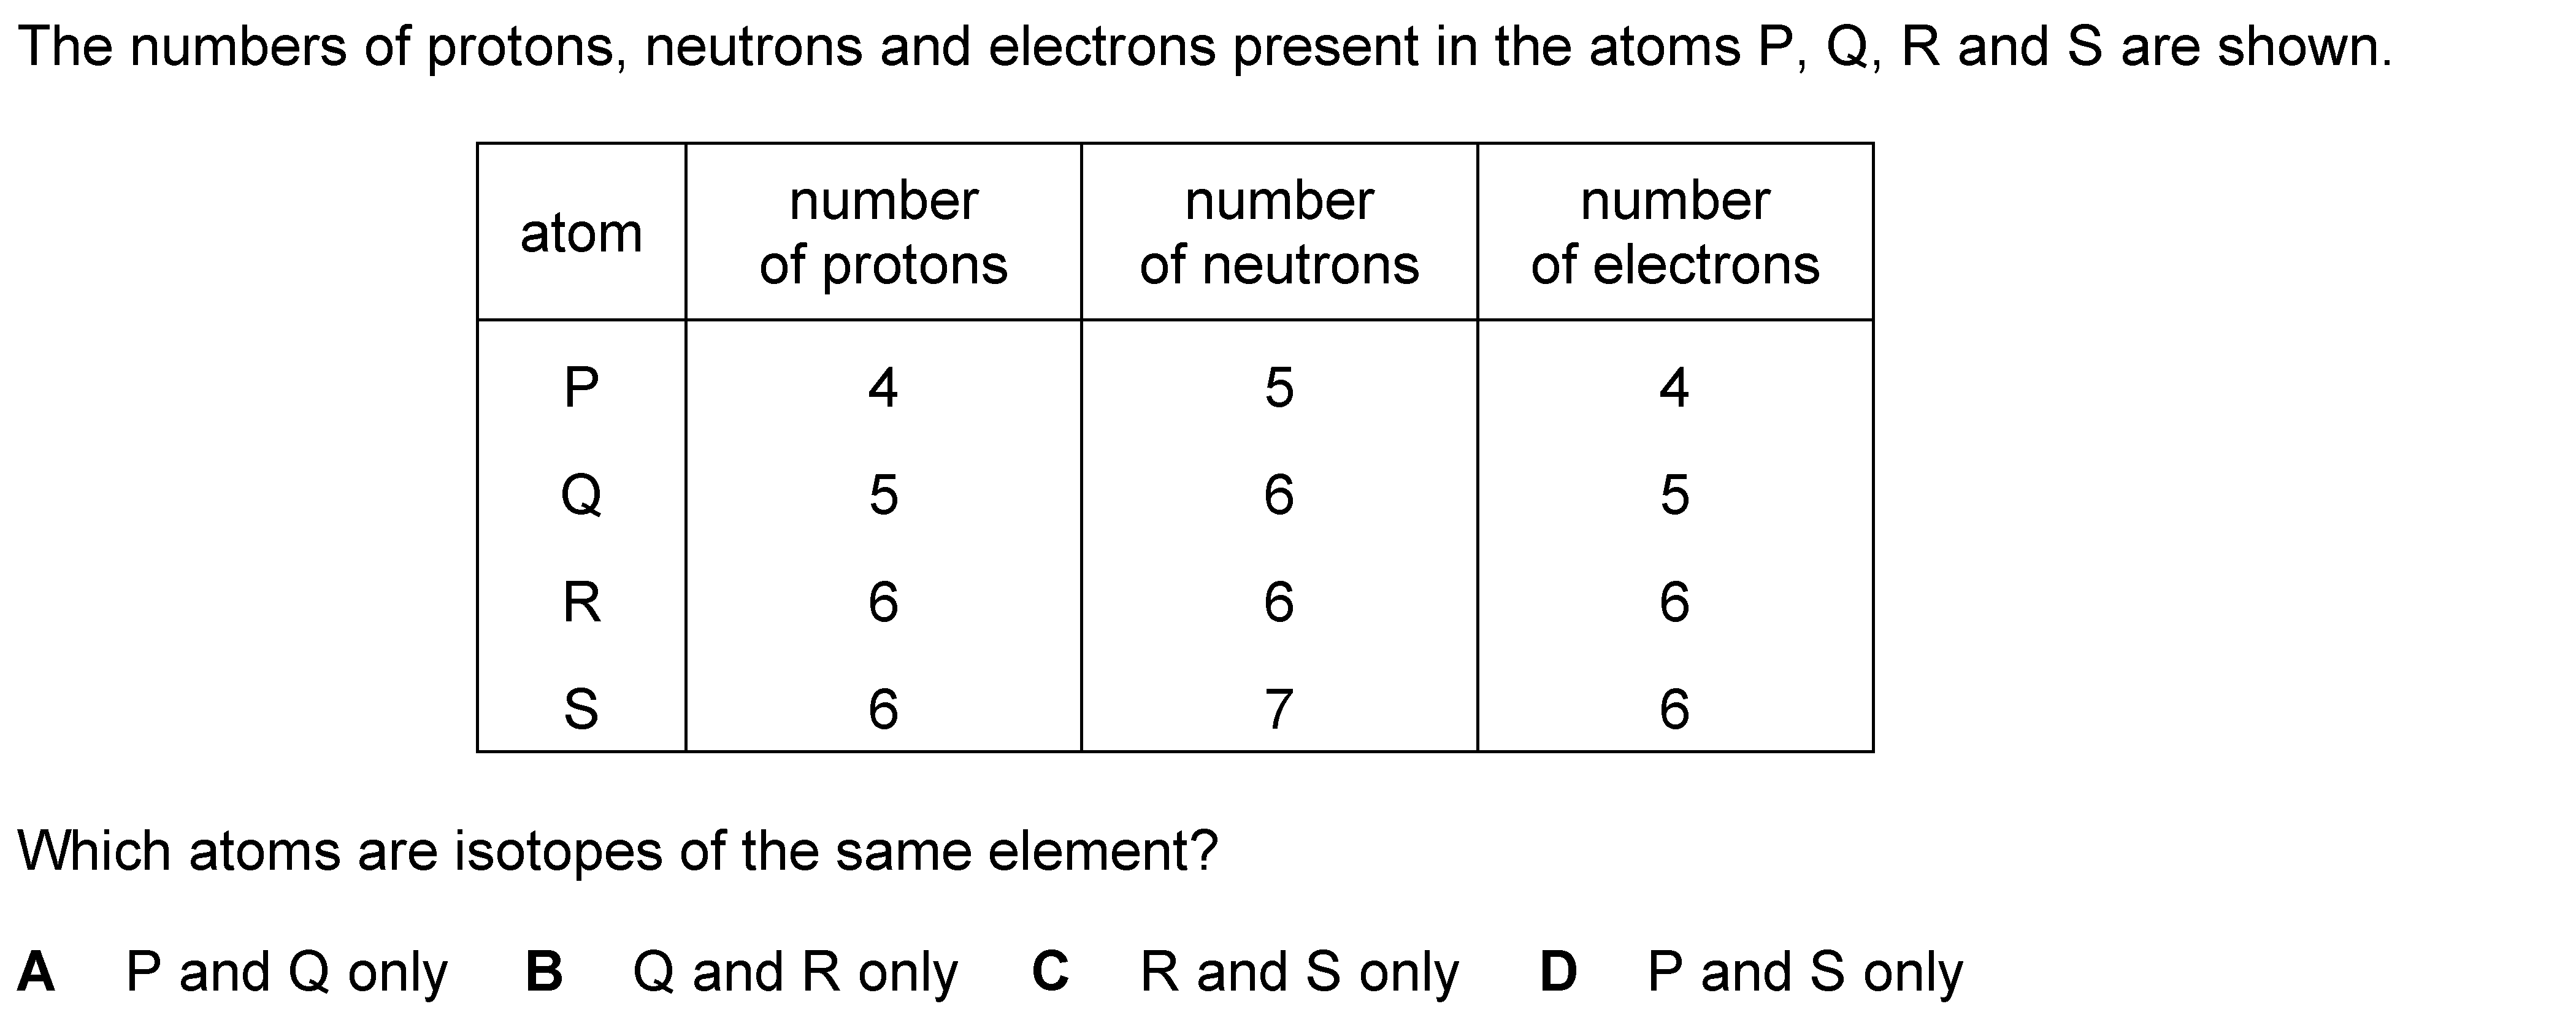 The numbers of protons, neutrons and electrons present in the atoms P, Q, R and S are shown.
atom number of protons number of neutrons number of electrons
P 4 5 4
Q 5 6 5
R 6 6 6
S 6 7 6
Which atoms are isotopes of the same element?
A P and Q only B Q and R only C R and S only D P and S only